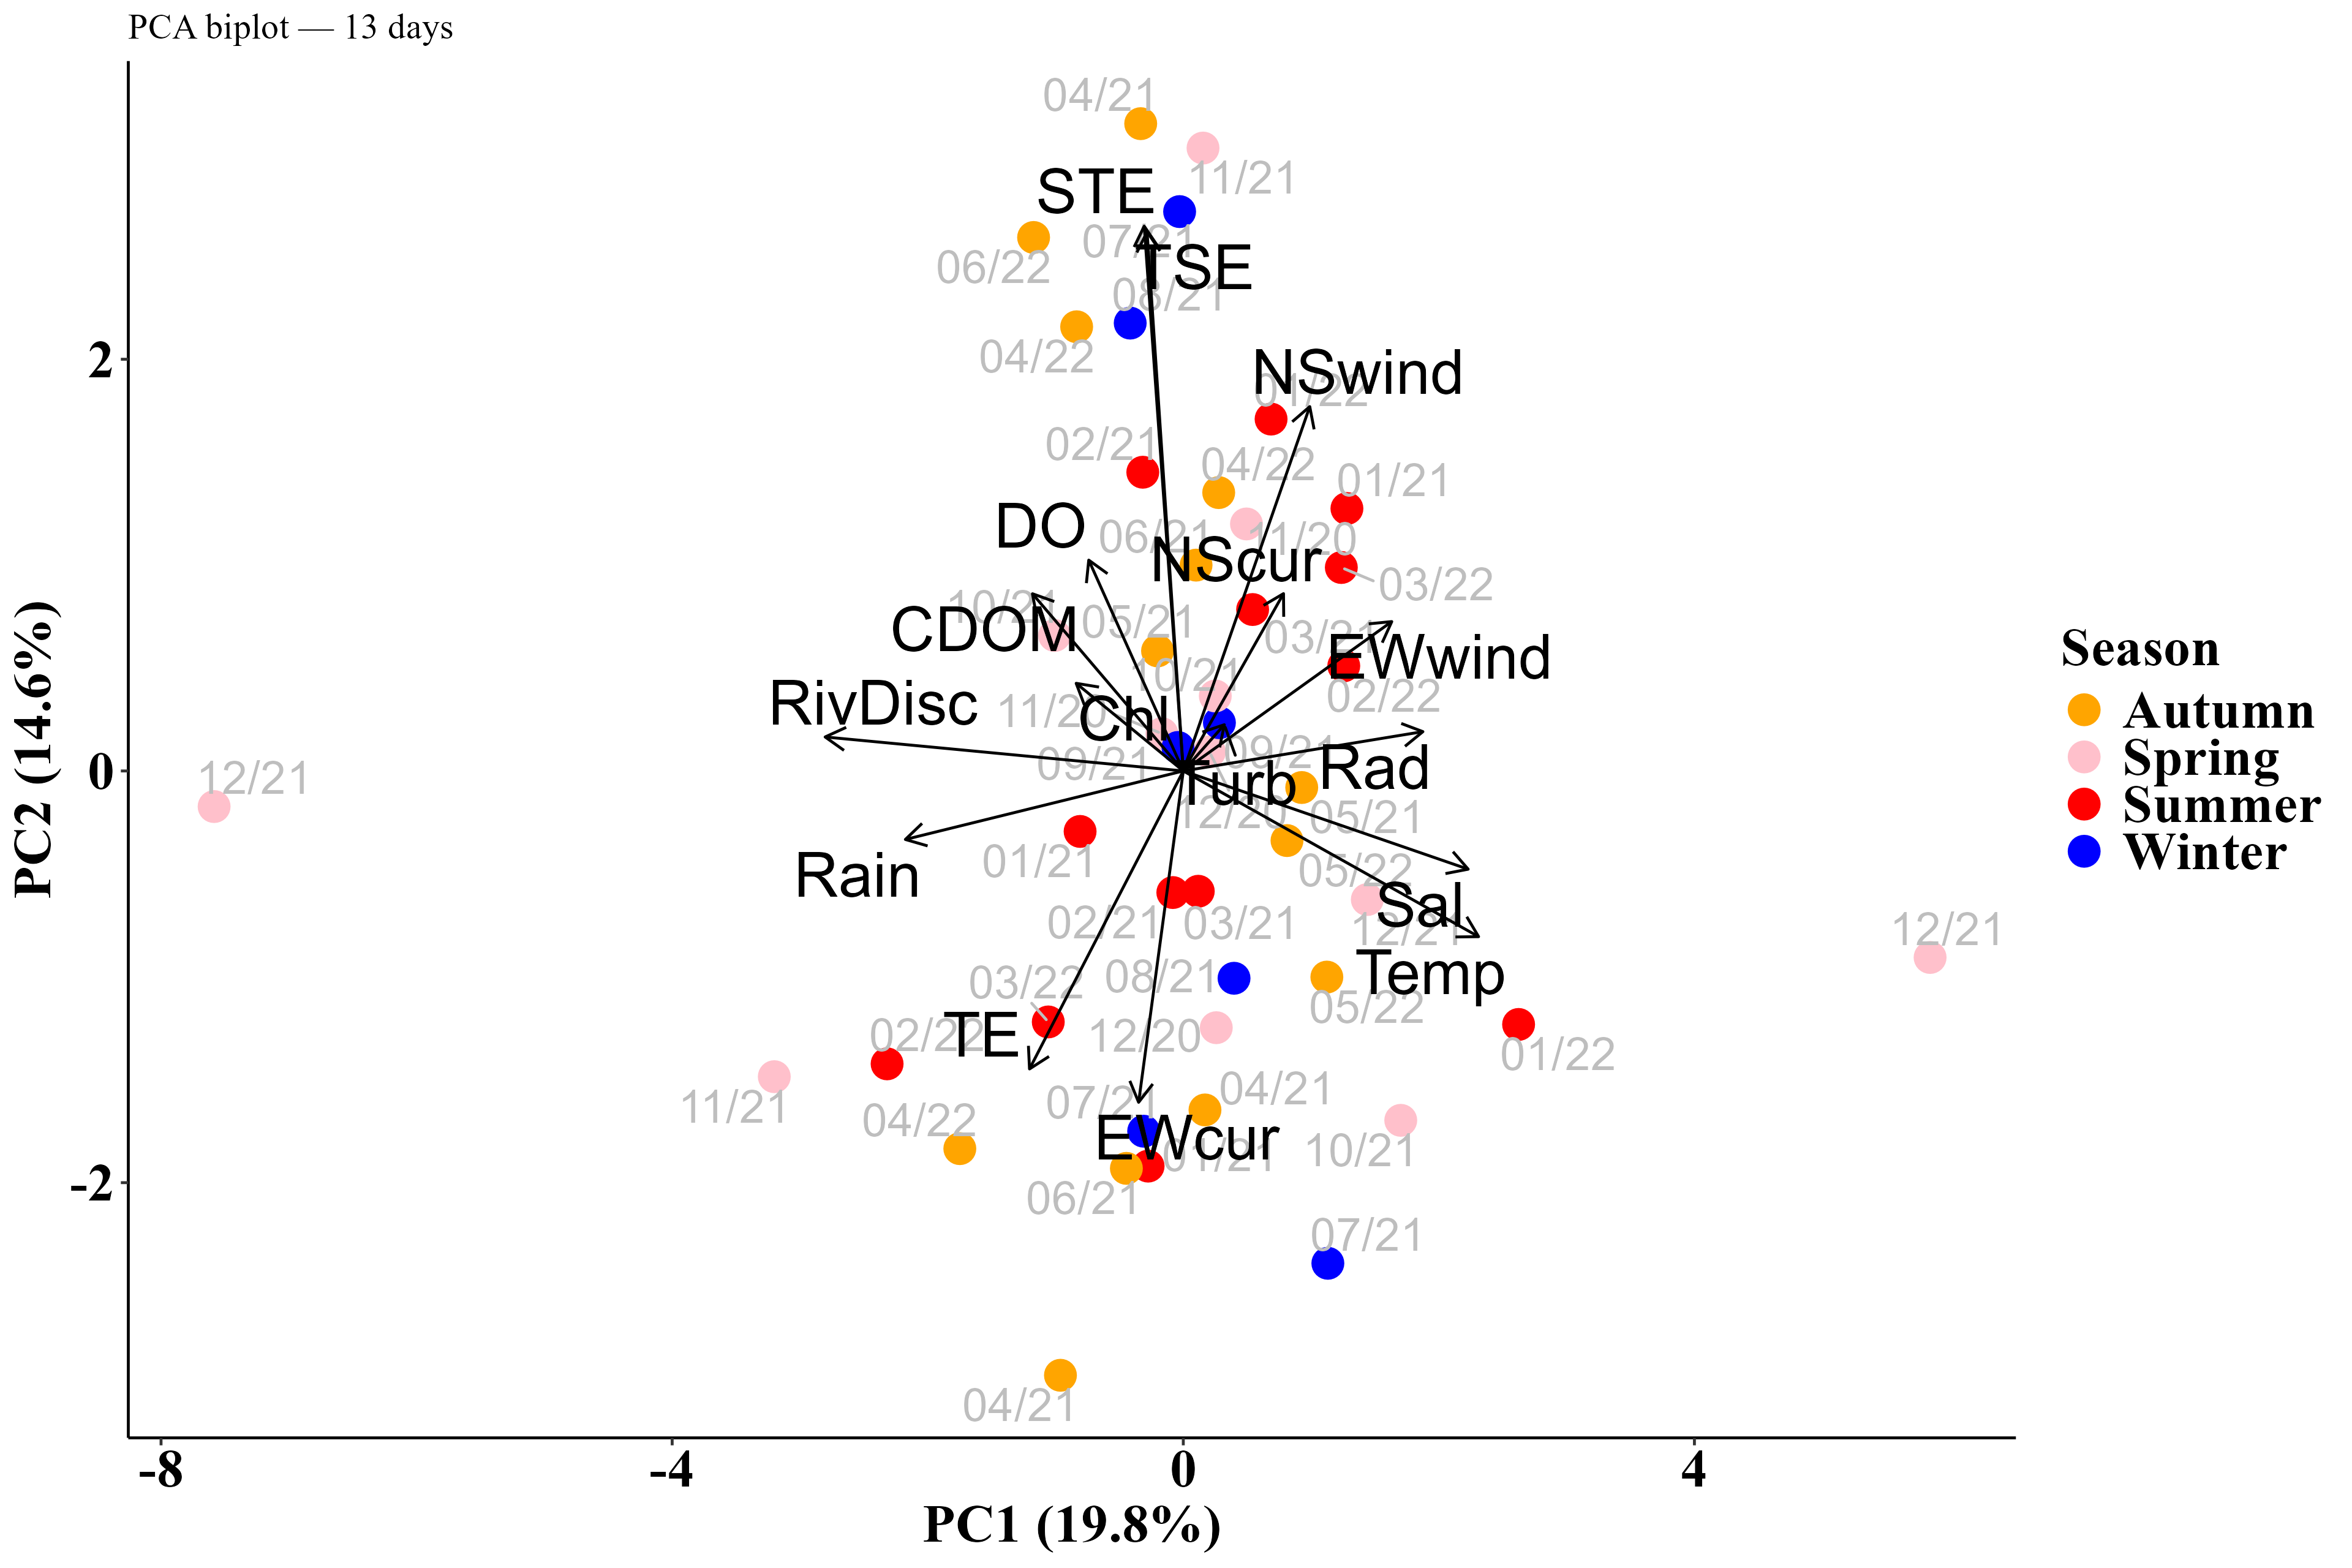 PCA biplot — 13 days
04/21
11/21
STE
07/21
TSE
06/22
08/21
04/22
NSwind
2
01/22
02/21
04/22
01/21
DO
06/21
11/20
NScur
03/22
10/21
CDOM
05/21
03/21
EWwind
10/21
02/22
RivDisc
11/20
Chl
09/21
09/21
Rad
0
12/21
Turb
12/20
05/21
Rain
01/21
05/22
Sal
02/21
03/21
12/21
12/21
03/22
08/21
Temp
05/22
02/22
TE
12/20
01/22
11/21
04/22
07/21
04/21
EWcur
01/21
10/21
-2
06/21
07/21
04/21
-8
-4
0
4
PC1 (19.8%)
PC2 (14.6%)
Season
Autumn
Spring
Summer
Winter